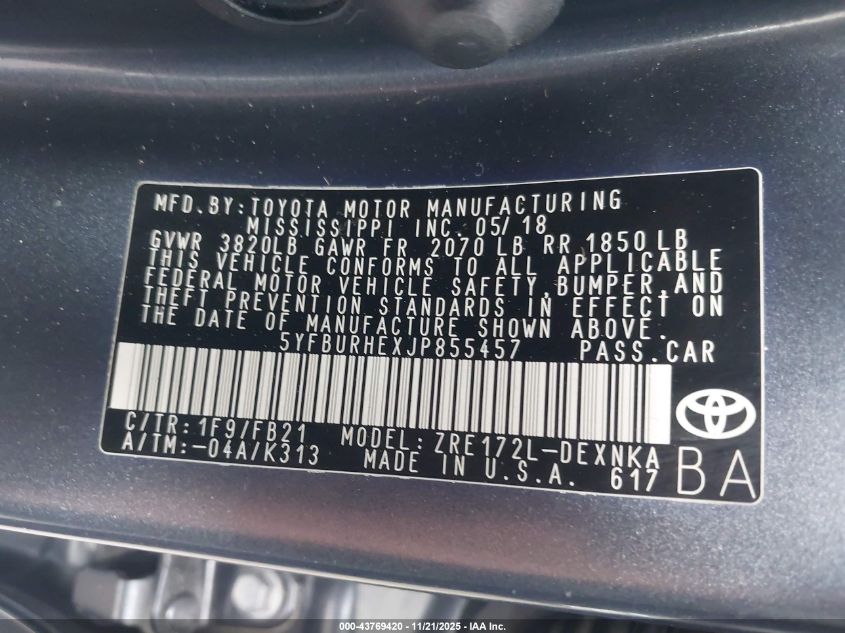 MFD.BY:TOYOTA MOTOR MANUFACTURING
MISSISSIPPI INC. 05/18
GVWR 3820LB GAWR FR 2070 LB RR 1850 LB
THIS VEHICLE CONFORMS TO ALL APPLICABLE
FEDERAL MOTOR VEHICLE SAFETY,BUMPER,AND
THEFT PREVENTION STANDARDS IN EFFECT ON
THE DATE OF MANUFACTURE SHOWN ABOVE.
5YFBURHEXJP855457 PASS.CAR
C/TR:1F9/FB21 MODEL:ZRE172L-DEXNKA
A/TM:-04A/K313 MADE IN U.S.A. 617
BA
000-43769420 | 11/21/2025 | IAA Inc.